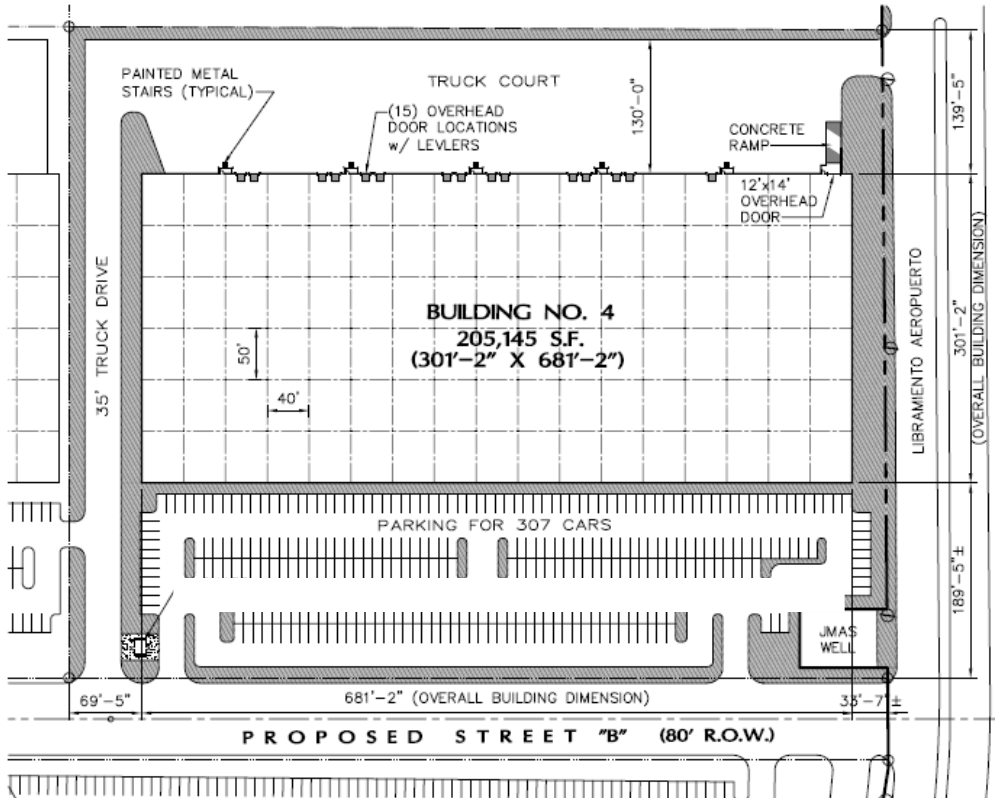 PAINTED METAL
STAIRS (TYPICAL)
TRUCK COURT
(15) OVERHEAD
DOOR LOCATIONS
w/ LEVLERS
130'-0"
CONCRETE
RAMP
139'-5"
12'x14'
OVERHEAD
DOOR
35' TRUCK DRIVE
BUILDING NO. 4
205,145 S.F.
(301'-2" X 681'-2")
50'
40'
LIBRAMIENTO AEROPUERTO
301'-2"
(OVERALL BUILDING DIMENSION)
PARKING FOR 307 CARS
189'-5"±
JMAS
WELL
69'-5"
681'-2" (OVERALL BUILDING DIMENSION)
33'-7"±
PROPOSED STREET "B" (80' R.O.W.)